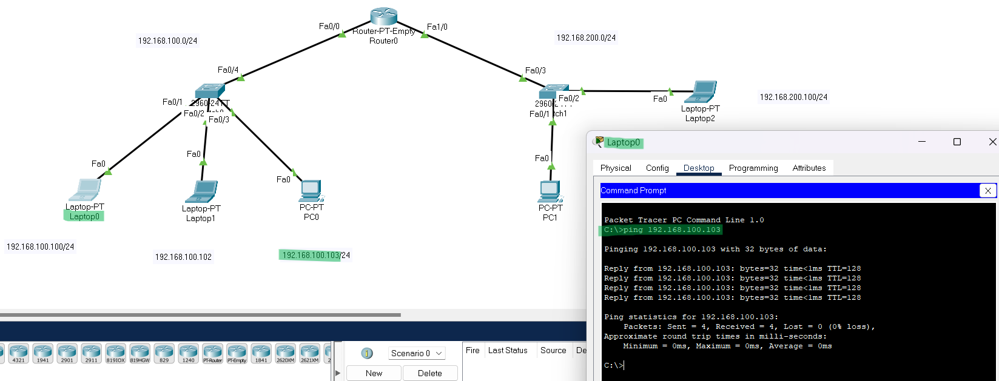 Fa0/0
Fa1/0
Router-PT-Empty
Router0
192.168.100.0/24
192.168.200.0/24
Fa0/4
Fa0/3
Fa0/1
Fa0/2
Fa0/3
Fa0/2
Fa0/1
tch1
Fa0
Laptop-PT
Laptop2
192.168.200.100/24
Fa0
Laptop-PT
Laptop0
Fa0
Laptop-PT
Laptop1
Fa0
PC-PT
PC0
Fa0
PC-PT
PC1
192.168.100.100/24
192.168.100.102
192.168.100.103/24
Laptop0
Physical Config Desktop Programming Attributes
Command Prompt
X
Packet Tracer PC Command Line 1.0
C:\>ping 192.168.100.103
Pinging 192.168.100.103 with 32 bytes of data:
Reply from 192.168.100.103: bytes=32 time<1ms TTL=128
Reply from 192.168.100.103: bytes=32 time<1ms TTL=128
Reply from 192.168.100.103: bytes=32 time<1ms TTL=128
Reply from 192.168.100.103: bytes=32 time<1ms TTL=128
Ping statistics for 192.168.100.103:
Packets: Sent = 4, Received = 4, Lost = 0 (0% loss),
Approximate round trip times in milli-seconds:
Minimum = 0ms, Maximum = 0ms, Average = 0ms
C:\>
4321 1941 2901 2911 819IOX 819HGW 829 1240 PT-Router PT-Empty 1841 2620XM 2621XM 2
1 Scenario 0
New Delete
Fire Last Status Source De